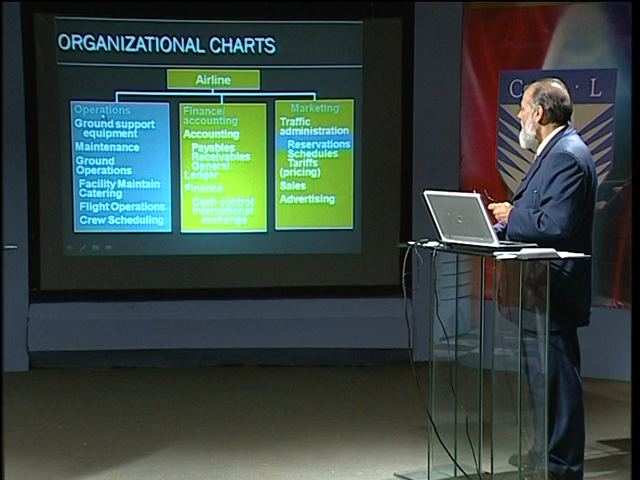 ORGANIZATIONAL CHARTS
Airline
Operations
Ground support
equipment
Maintenance
Ground
Operations
Facility Maintain
Catering
Flight Operations
Crew Scheduling
Finance/
accounting
Accounting
Payables
Receivables
General
Ledger
Finance
Cash control
International
exchange
Marketing
Traffic
administration
Reservations
Schedules
Tariffs
(pricing)
Sales
Advertising
C L